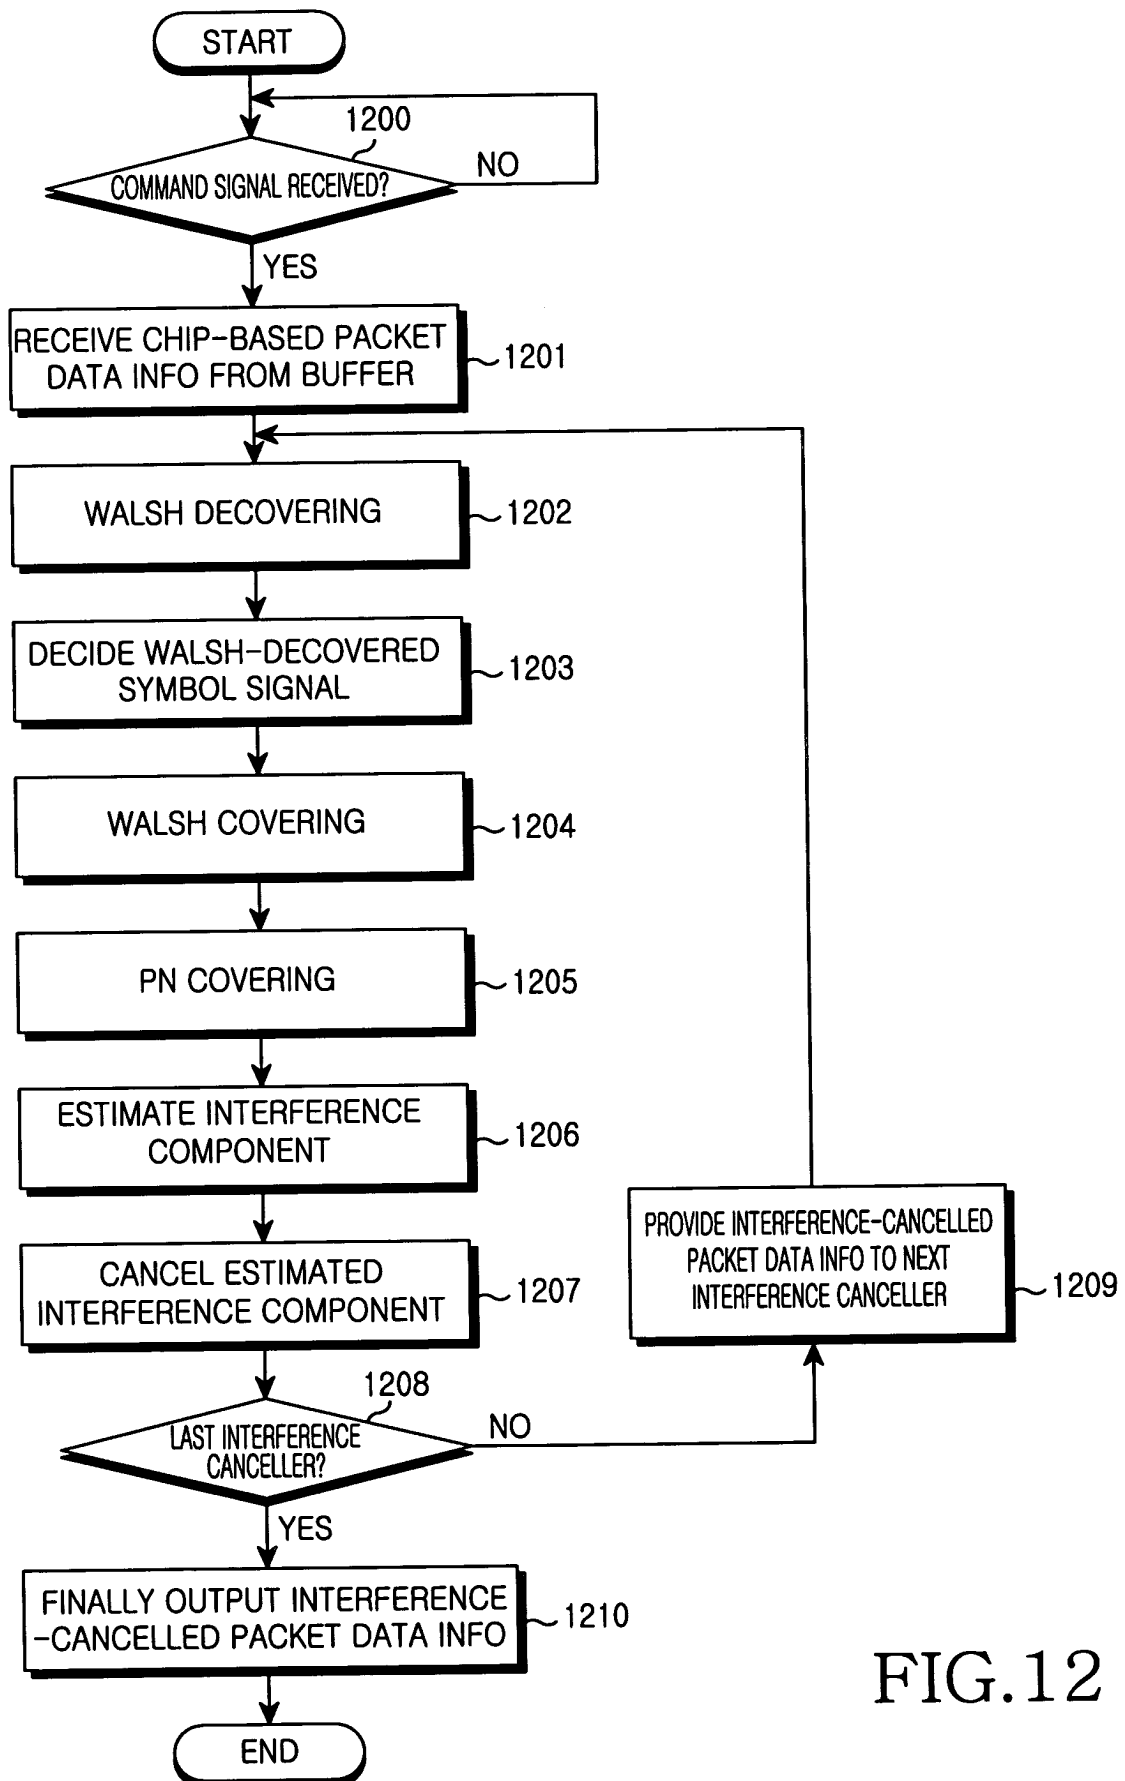 START
1200
COMMAND SIGNAL RECEIVED?
NO
YES
RECEIVE CHIP-BASED PACKET
DATA INFO FROM BUFFER
1201
WALSH DECOVERING
1202
DECIDE WALSH-DECOVERED
SYMBOL SIGNAL
1203
WALSH COVERING
1204
PN COVERING
1205
ESTIMATE INTERFERENCE
COMPONENT
1206
CANCEL ESTIMATED
INTERFERENCE COMPONENT
1207
PROVIDE INTERFERENCE-CANCELLED
PACKET DATA INFO TO NEXT
INTERFERENCE CANCELLER
1209
1208
LAST INTERFERENCE
CANCELLER?
NO
YES
FINALLY OUTPUT INTERFERENCE
-CANCELLED PACKET DATA INFO
1210
END
FIG.12